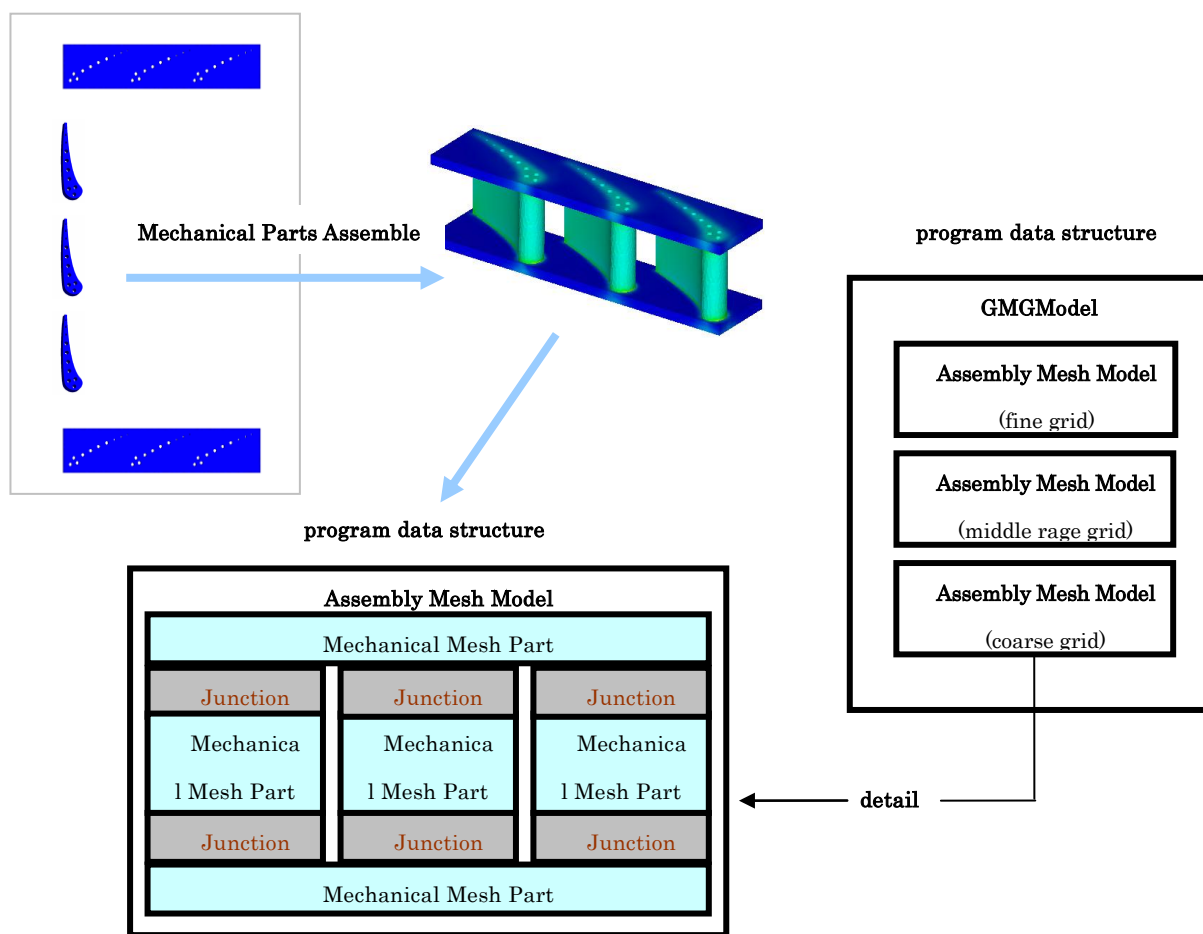 Mechanical Parts Assemble
program data structure
GMGModel
Assembly Mesh Model
(fine grid)
Assembly Mesh Model
(middle rage grid)
Assembly Mesh Model
(coarse grid)
detail
program data structure
Assembly Mesh Model
Mechanical Mesh Part
Junction
Junction
Junction
Mechanica
l Mesh Part
Mechanica
l Mesh Part
Mechanica
l Mesh Part
Junction
Junction
Junction
Mechanical Mesh Part